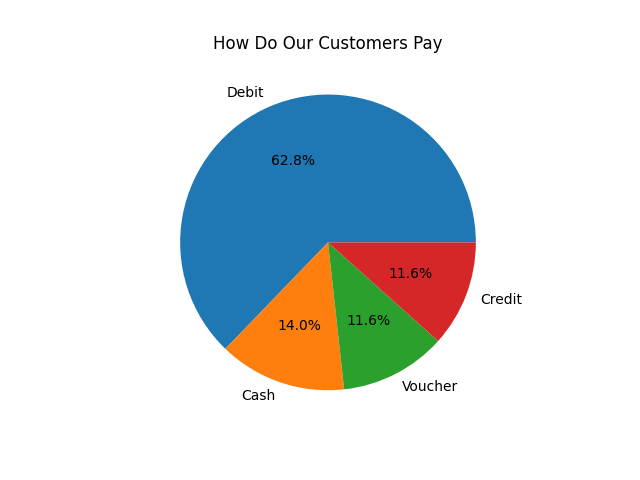 How Do Our Customers Pay
Debit
62.8%
11.6%
Credit
11.6%
14.0%
Voucher
Cash